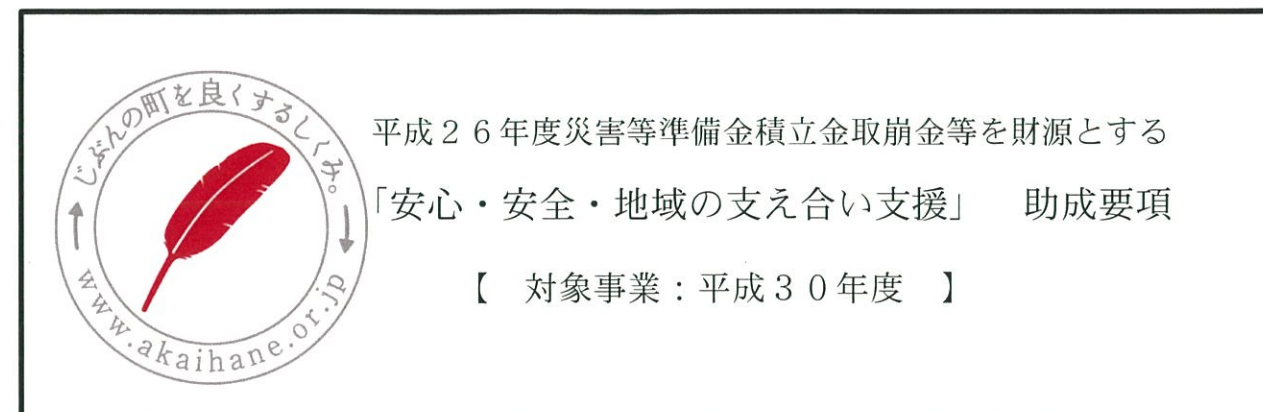 じぶんの町を良くするしくみ。
www.akaihane.or.jp
平成２６年度災害等準備金積立金取崩金等を財源とする
「安心・安全・地域の支え合い支援」　助成要項
【　対象事業：平成３０年度　】